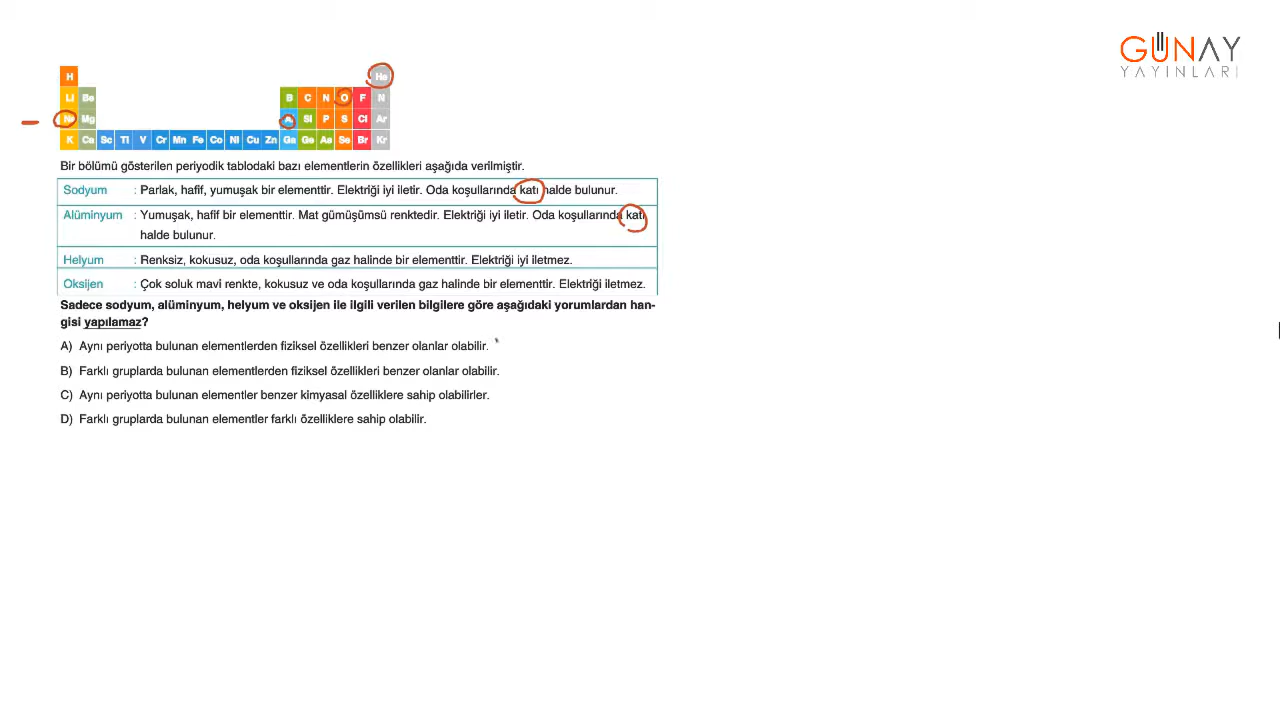 GÜNAY
YAYINLARI
H He
Li Be B C N O F N
Na Mg Al Si P S Cl Ar
K Ca Sc Ti V Cr Mn Fe Co Ni Cu Zn Ga Ge As Se Br Kr
Bir bölümü gösterilen periyodik tablodaki bazı elementlerin özellikleri aşağıda verilmiştir.
Sodyum : Parlak, hafif, yumuşak bir elementtir. Elektriği iyi iletir. Oda koşullarında katı halde bulunur.
Alüminyum : Yumuşak, hafif bir elementtir. Mat gümüşümsü renktedir. Elektriği iyi iletir. Oda koşullarında katı
halde bulunur.
Helyum : Renksiz, kokusuz, oda koşullarında gaz halinde bir elementtir. Elektriği iyi iletmez.
Oksijen : Çok soluk mavi renkte, kokusuz ve oda koşullarında gaz halinde bir elementtir. Elektriği iletmez.
Sadece sodyum, alüminyum, helyum ve oksijen ile ilgili verilen bilgilere göre aşağıdaki yorumlardan han-
gisi yapılamaz?
A) Aynı periyotta bulunan elementlerden fiziksel özellikleri benzer olanlar olabilir.
B) Farklı gruplarda bulunan elementlerden fiziksel özellikleri benzer olanlar olabilir.
C) Aynı periyotta bulunan elementler benzer kimyasal özelliklere sahip olabilirler.
D) Farklı gruplarda bulunan elementler farklı özelliklere sahip olabilir.